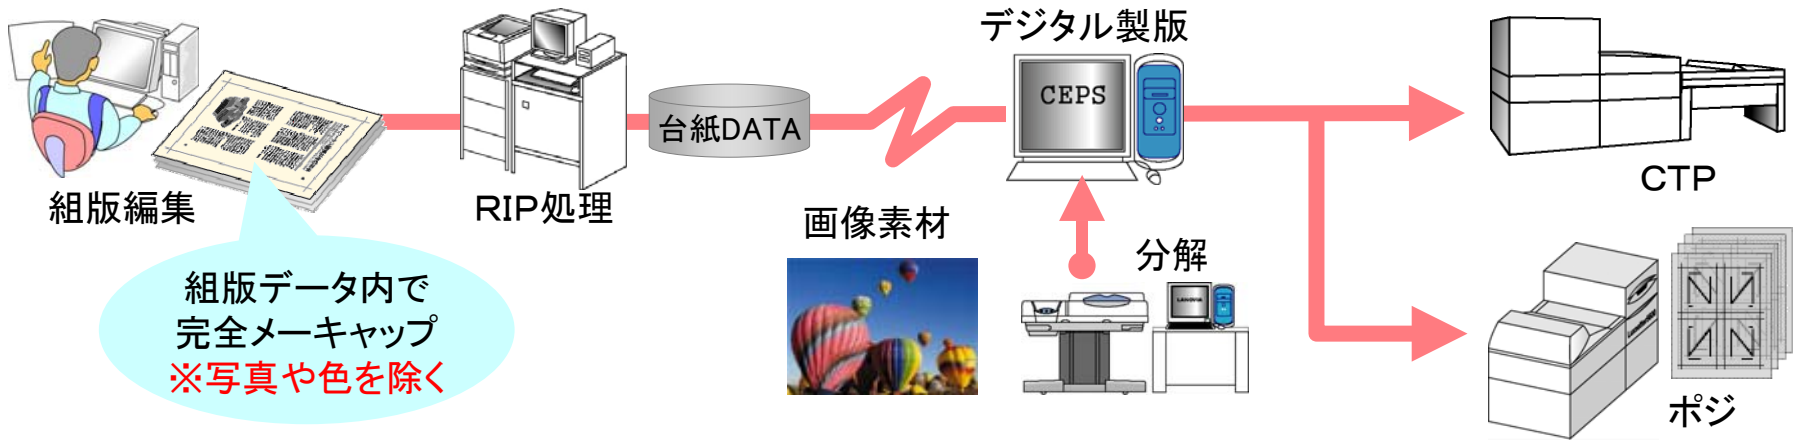 組版編集
組版データ内で
完全メーキャップ
※写真や色を除く
RIP処理
台紙DATA
デジタル製版
CEPS
画像素材
分解
CTP
ポジ